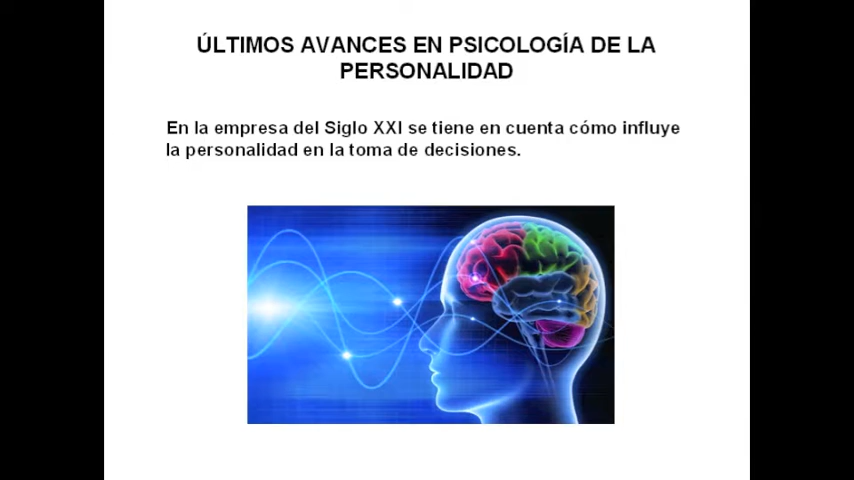 ÚLTIMOS AVANCES EN PSICOLOGÍA DE LA
PERSONALIDAD
En la empresa del Siglo XXI se tiene en cuenta cómo influye
la personalidad en la toma de decisiones.